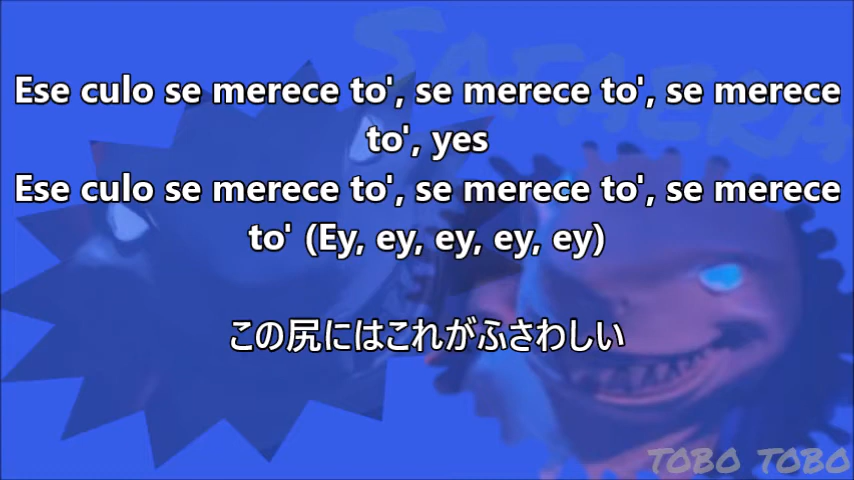 SAFAERA
Ese culo se merece to', se merece to', se merece
to', yes
Ese culo se merece to', se merece to', se merece
to' (Ey, ey, ey, ey, ey)
この尻にはこれがふさわしい
TOBO TOBO